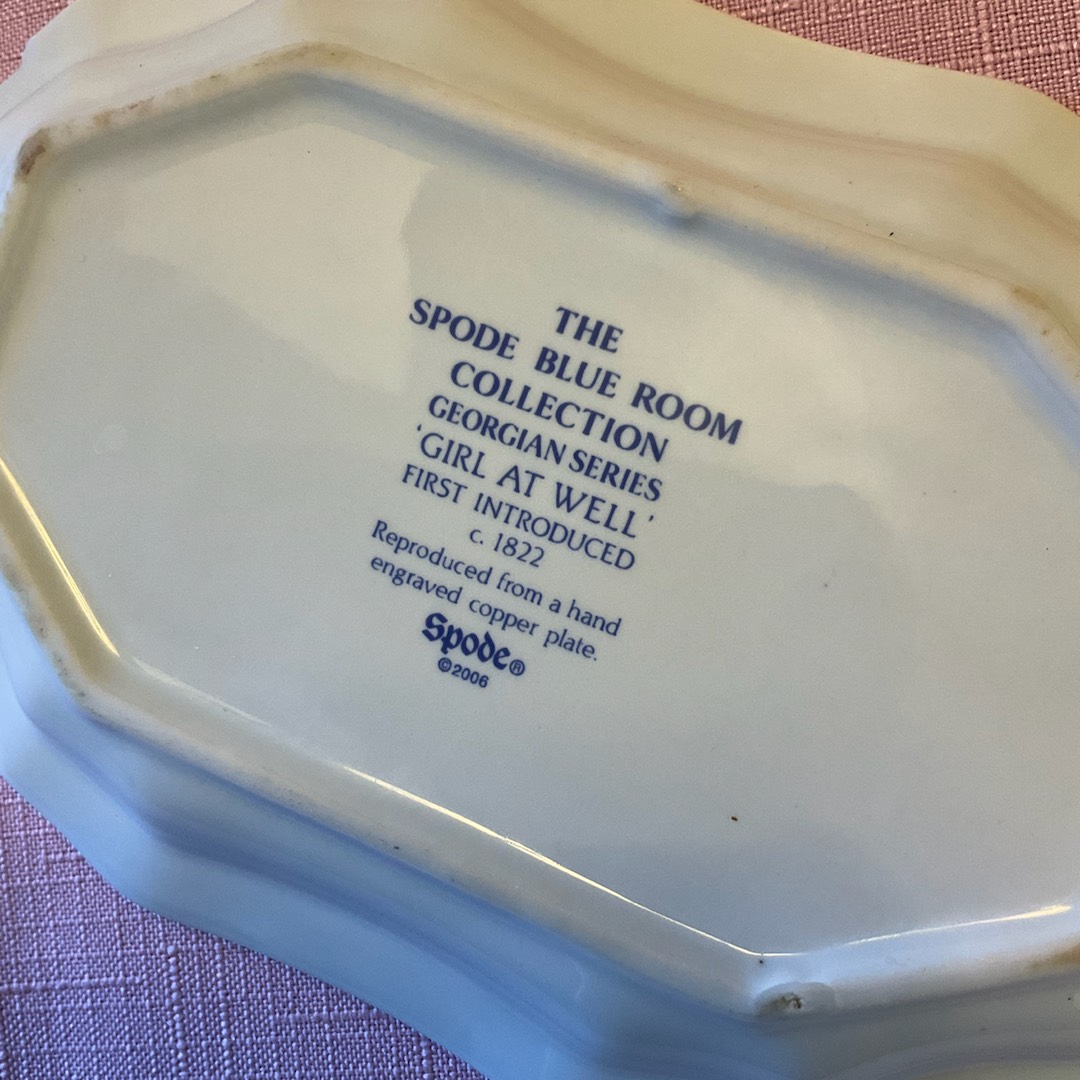 THE
SPODE BLUE ROOM
COLLECTION
GEORGIAN SERIES
'GIRL AT WELL'
FIRST INTRODUCED
c. 1822
Reproduced from a hand
engraved copper plate.
Spode®
©2006